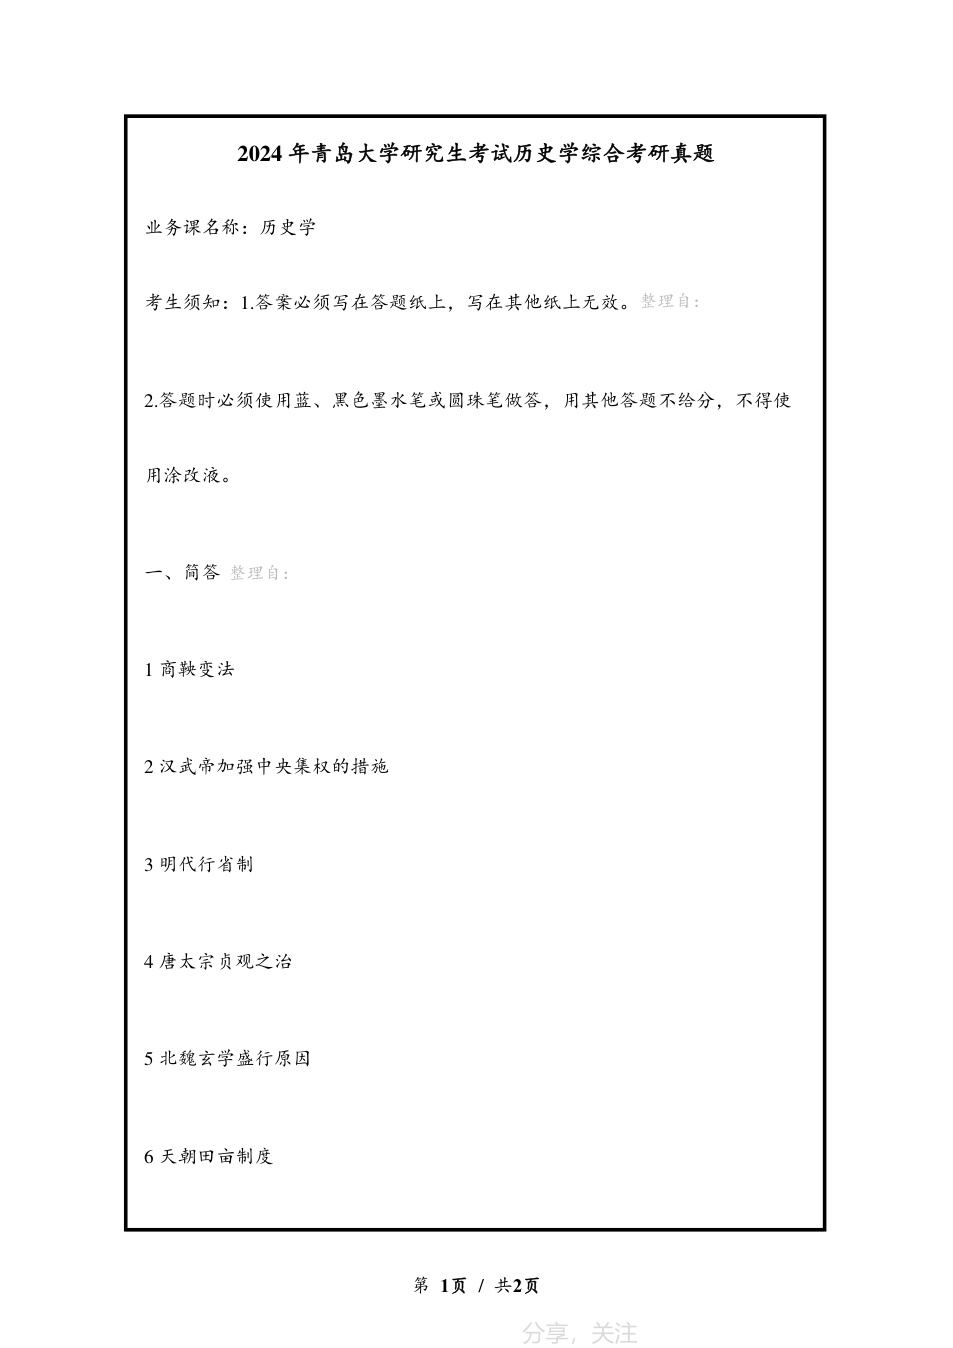 2024 年青岛大学研究生考试历史学综合考研真题
业务课名称：历史学
考生须知：1.答案必须写在答题纸上，写在其他纸上无效。整理自：
2.答题时必须使用蓝、黑色墨水笔或圆珠笔做答，用其他答题不给分，不得使
用涂改液。
一、简答 整理自：
1 商鞅变法
2 汉武帝加强中央集权的措施
3 明代行省制
4 唐太宗贞观之治
5 北魏玄学盛行原因
6 天朝田亩制度
第 1页 / 共2页
分享，关注